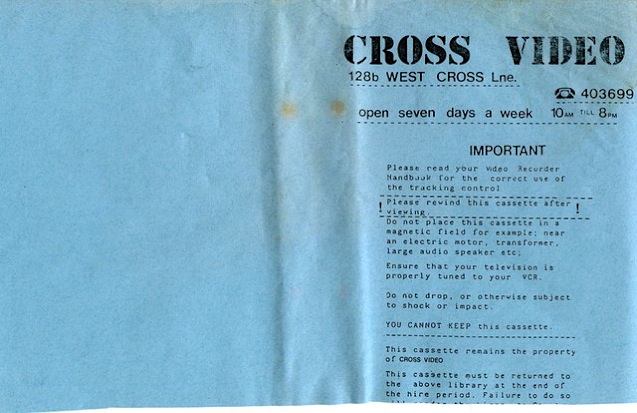 CROSS VIDEO
128b WEST CROSS Lne.
☎ 403699
open seven days a week 10AM TILL 8PM
IMPORTANT
Please read your Video Recorder
Handbook for the correct use of
the tracking control
! Please rewind this cassette after !
viewing.
Do not place this cassette in a
magnetic field for example; near
an electric motor, transformer,
large audio speaker etc;
Ensure that your television is
properly tuned to your VCR.
Do not drop, or otherwise subject
to shock or impact.
YOU CANNOT KEEP this cassette.
This cassette remains the property
of CROSS VIDEO
This cassette must be returned to
the above library at the end of
the hire period. Failure to do so